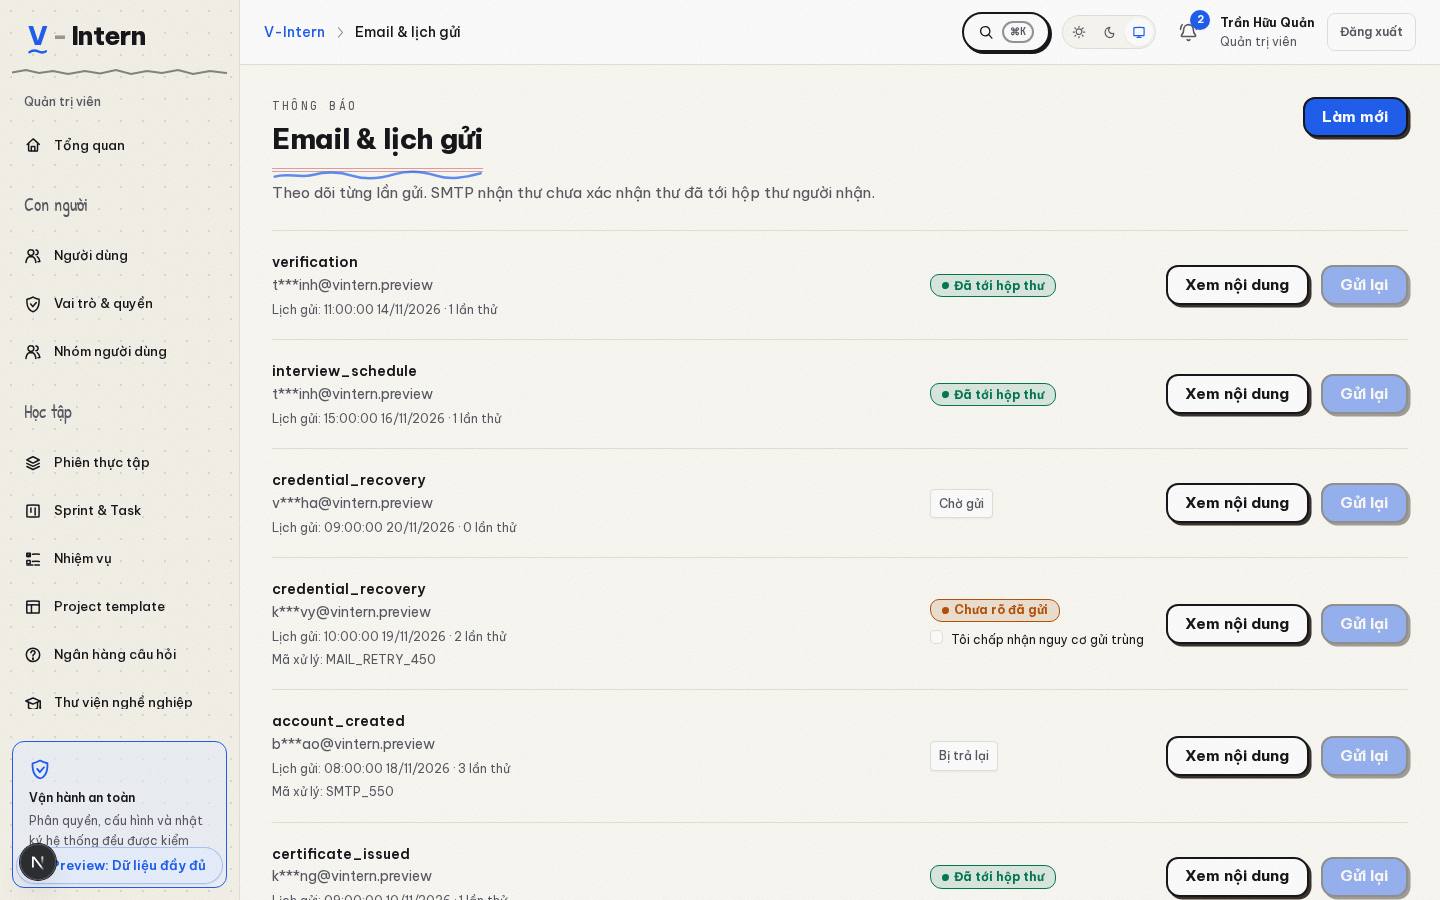 V - Intern
Quản trị viên
Tổng quan
Con người
Người dùng
Vai trò & quyền
Nhóm người dùng
Học tập
Phiên thực tập
Sprint & Task
Nhiệm vụ
Project template
Ngân hàng câu hỏi
Thư viện nghề nghiệp
Vận hành an toàn
Phân quyền, cấu hình và nhật
ký hệ thống đều được kiểm
N
Preview: Dữ liệu đầy đủ
V-Intern > Email & lịch gửi
⌘K
2
Trần Hữu Quản
Quản trị viên
Đăng xuất
THÔNG BÁO
Email & lịch gửi
Làm mới
Theo dõi từng lần gửi. SMTP nhận thư chưa xác nhận thư đã tới hộp thư người nhận.
verification
t***inh@vintern.preview
Lịch gửi: 11:00:00 14/11/2026 · 1 lần thử
Đã tới hộp thư
Xem nội dung
Gửi lại
interview_schedule
t***inh@vintern.preview
Lịch gửi: 15:00:00 16/11/2026 · 1 lần thử
Đã tới hộp thư
Xem nội dung
Gửi lại
credential_recovery
v***ha@vintern.preview
Lịch gửi: 09:00:00 20/11/2026 · 0 lần thử
Chờ gửi
Xem nội dung
Gửi lại
credential_recovery
k***vy@vintern.preview
Lịch gửi: 10:00:00 19/11/2026 · 2 lần thử
Mã xử lý: MAIL_RETRY_450
Chưa rõ đã gửi
Tôi chấp nhận nguy cơ gửi trùng
Xem nội dung
Gửi lại
account_created
b***ao@vintern.preview
Lịch gửi: 08:00:00 18/11/2026 · 3 lần thử
Mã xử lý: SMTP_550
Bị trả lại
Xem nội dung
Gửi lại
certificate_issued
k***ng@vintern.preview
Lịch gửi: 09:00:00 10/11/2026 · 1 lần thử
Đã tới hộp thư
Xem nội dung
Gửi lại